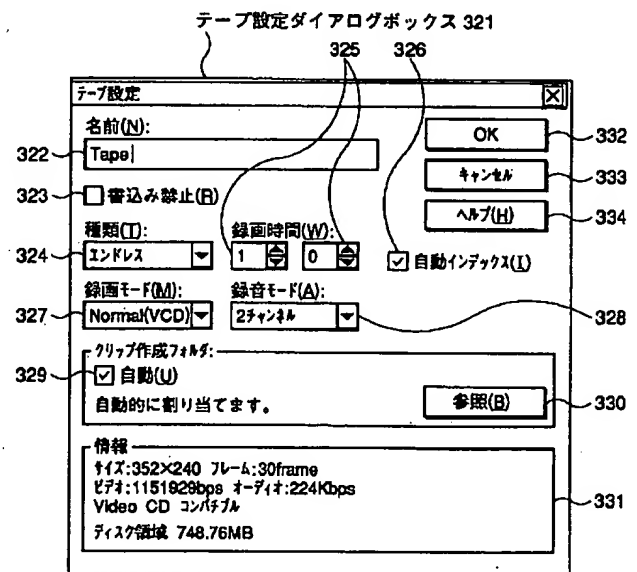 テープ設定ダイアログボックス 321
325 326
テープ設定
名前(N):
OK
332
322
Tape
キャンセル
333
323
書込み禁止(R)
ヘルプ(H)
334
種類(T):
録画時間(W):
324
エンドレス
1
0
自動インデックス(I)
録画モード(M):
録音モード(A):
327
Normal(VCD)
2チャンネル
328
クリップ作成フォルダ:
329
自動(U)
自動的に割り当てます。
参照(B)
330
情報
サイズ:352×240 フレーム:30frame
ビデオ:1151929bps オーディオ:224Kbps
Video CD コンパチブル
ディスク領域 748.76MB
331